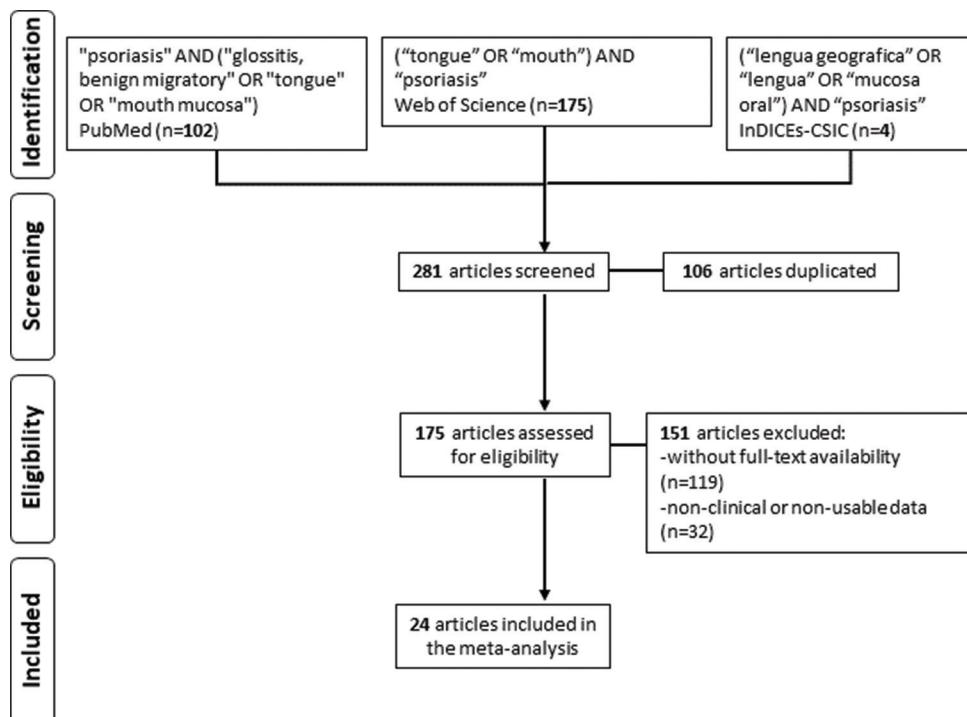 Identification
"psoriasis" AND ("glossitis,
benign migratory" OR "tongue"
OR "mouth mucosa")
PubMed (n=102)
(“tongue” OR “mouth”) AND
“psoriasis”
Web of Science (n=175)
(“lengua geografica” OR
“lengua” OR “mucosa
oral”) AND “psoriasis”
InDICEs-CSIC (n=4)
Screening
281 articles screened
106 articles duplicated
Eligibility
175 articles assessed
for eligibility
151 articles excluded:
-without full-text availability
(n=119)
-non-clinical or non-usable data
(n=32)
Included
24 articles included in
the meta-analysis